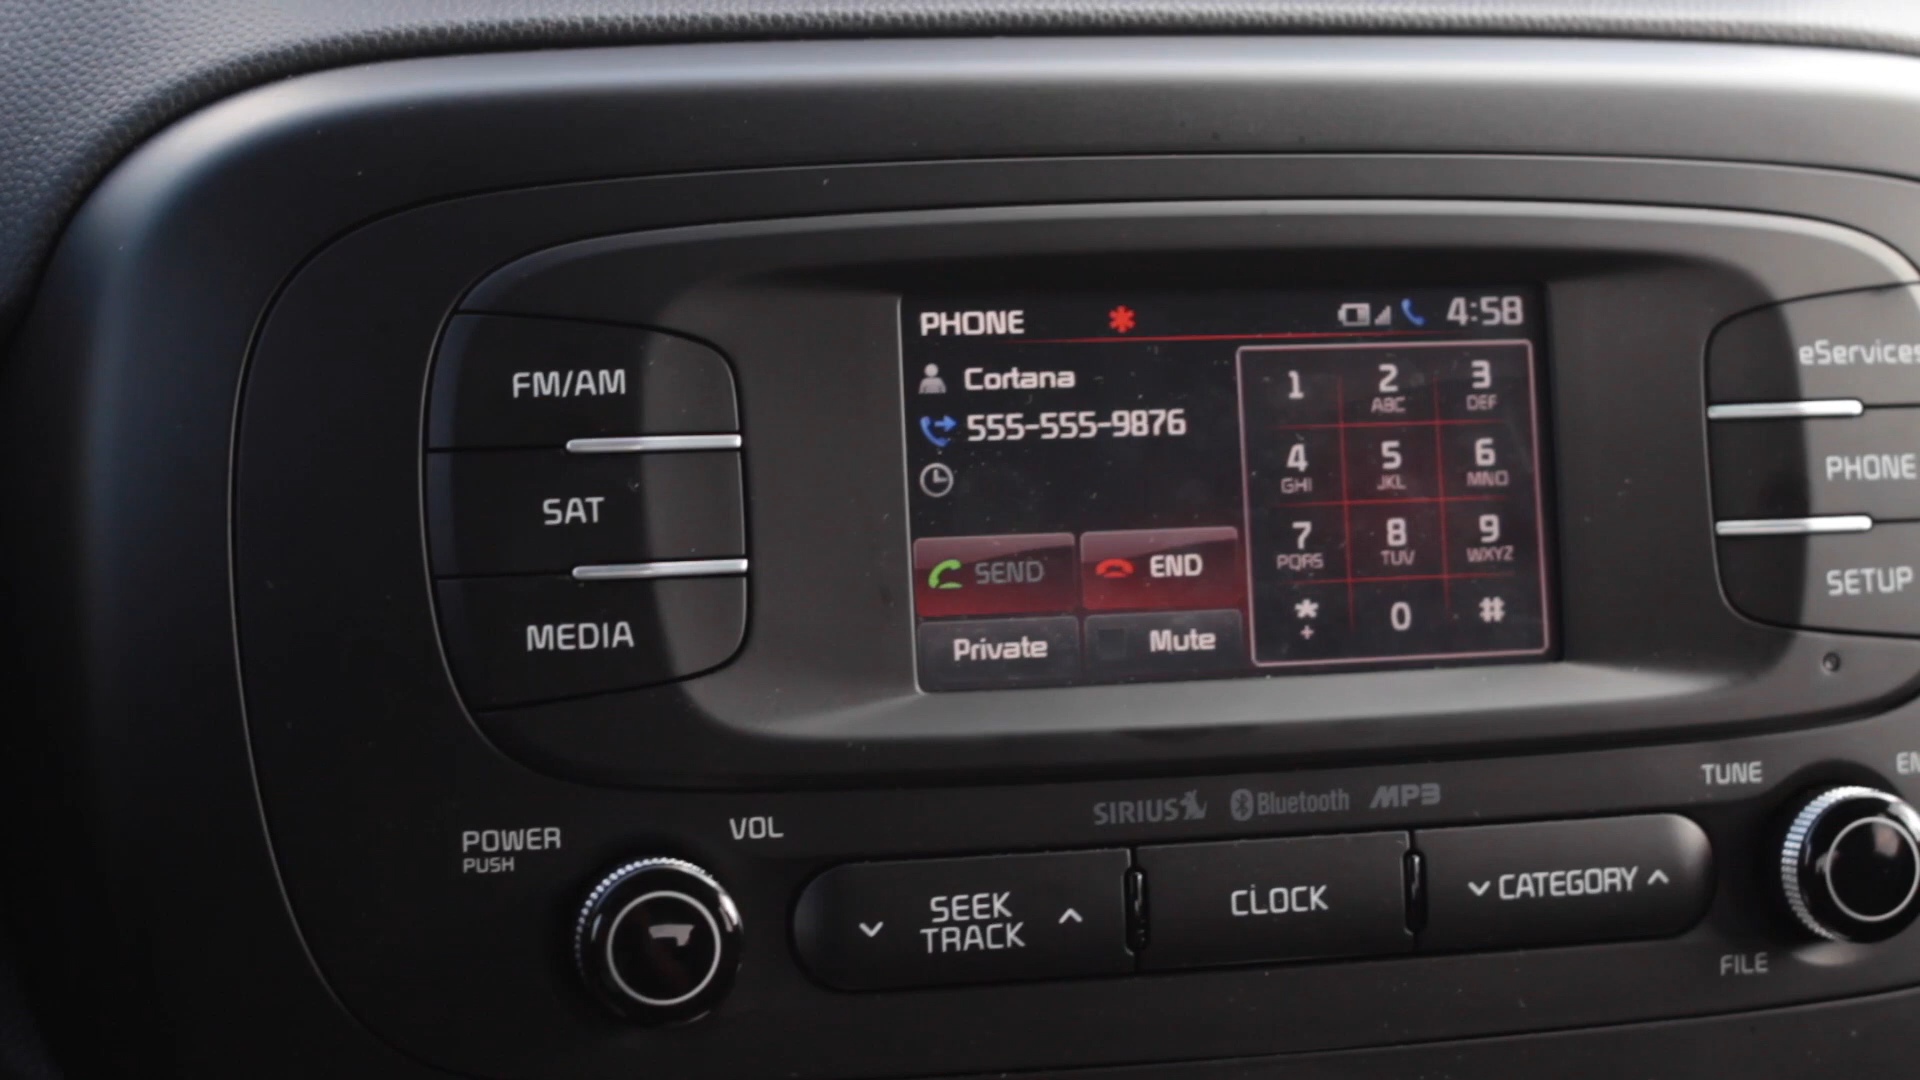 PHONE * 4:58
Cortana
555-555-9876
SEND END
Private Mute
1 2 3
ABC DEF
4 5 6
GHI JKL MNO
7 8 9
PQRS TUV WXYZ
* 0 #
+
FM/AM
SAT
MEDIA
eServices
PHONE
SETUP
POWER
PUSH
VOL
SIRIUS Bluetooth MP3
TUNE
SEEK
TRACK
CLOCK
CATEGORY
FILE